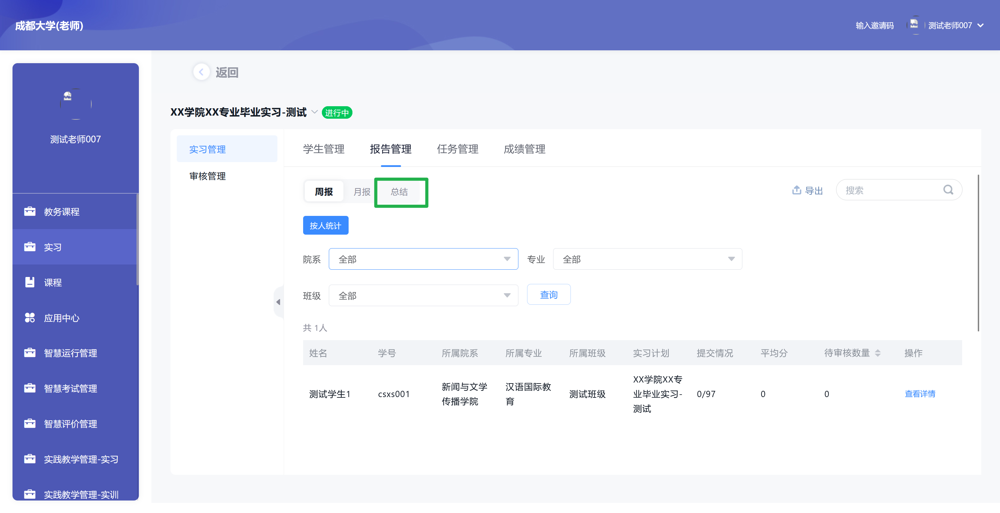 成都大学(老师)
输入邀请码
测试老师007
测试老师007
教务课程
实习
课程
应用中心
智慧运行管理
智慧考试管理
智慧评价管理
实践教学管理-实习
实践教学管理-实训
返回
XX学院XX专业毕业实习-测试
进行中
实习管理
审核管理
学生管理
报告管理
任务管理
成绩管理
周报
月报
总结
导出
搜索
按人统计
院系
全部
专业
全部
班级
全部
查询
共 1人
姓名
学号
所属院系
所属专业
所属班级
实习计划
提交情况
平均分
待审核数量
操作
测试学生1
csxs001
新闻与文学
传播学院
汉语国际教
育
测试班级
XX学院XX专
业毕业实习-
测试
0/97
0
0
查看详情